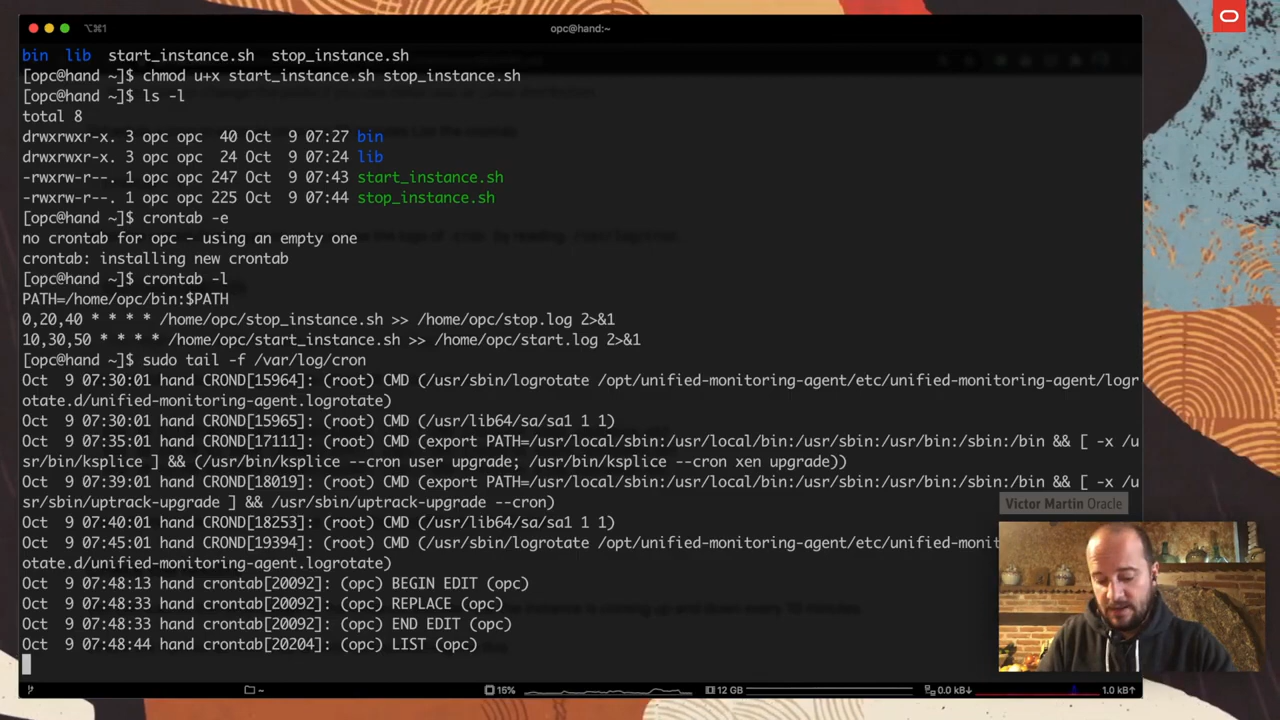 ⌥⌘1
opc@hand:~
bin  lib  start_instance.sh  stop_instance.sh
[opc@hand ~]$ chmod u+x start_instance.sh stop_instance.sh
[opc@hand ~]$ ls -l
total 8
drwxrwxr-x. 3 opc opc  40 Oct  9 07:27 bin
drwxrwxr-x. 3 opc opc  24 Oct  9 07:24 lib
-rwxrw-r--. 1 opc opc 247 Oct  9 07:43 start_instance.sh
-rwxrw-r--. 1 opc opc 225 Oct  9 07:44 stop_instance.sh
[opc@hand ~]$ crontab -e
no crontab for opc - using an empty one
crontab: installing new crontab
[opc@hand ~]$ crontab -l
PATH=/home/opc/bin:$PATH
0,20,40 * * * * /home/opc/stop_instance.sh >> /home/opc/stop.log 2>&1
10,30,50 * * * * /home/opc/start_instance.sh >> /home/opc/start.log 2>&1
[opc@hand ~]$ sudo tail -f /var/log/cron
Oct  9 07:30:01 hand CROND[15964]: (root) CMD (/usr/sbin/logrotate /opt/unified-monitoring-agent/etc/unified-monitoring-agent/logr
otate.d/unified-monitoring-agent.logrotate)
Oct  9 07:30:01 hand CROND[15965]: (root) CMD (/usr/lib64/sa/sa1 1 1)
Oct  9 07:35:01 hand CROND[17111]: (root) CMD (export PATH=/usr/local/sbin:/usr/local/bin:/usr/sbin:/usr/bin:/sbin:/bin && [ -x /u
sr/bin/ksplice ] && (/usr/bin/ksplice --cron user upgrade; /usr/bin/ksplice --cron xen upgrade))
Oct  9 07:39:01 hand CROND[18019]: (root) CMD (export PATH=/usr/local/sbin:/usr/local/bin:/usr/sbin:/usr/bin:/sbin:/bin && [ -x /u
sr/sbin/uptrack-upgrade ] && /usr/sbin/uptrack-upgrade --cron)
Oct  9 07:40:01 hand CROND[18253]: (root) CMD (/usr/lib64/sa/sa1 1 1)
Oct  9 07:45:01 hand CROND[19394]: (root) CMD (/usr/sbin/logrotate /opt/unified-monitoring-agent/etc/unified-monit
otate.d/unified-monitoring-agent.logrotate)
Oct  9 07:48:13 hand crontab[20092]: (opc) BEGIN EDIT (opc)
Oct  9 07:48:33 hand crontab[20092]: (opc) REPLACE (opc)
Oct  9 07:48:33 hand crontab[20092]: (opc) END EDIT (opc)
Oct  9 07:48:44 hand crontab[20204]: (opc) LIST (opc)
Victor Martin Oracle
~
15%
12 GB
0.0 kB↓
1.0 kB↑